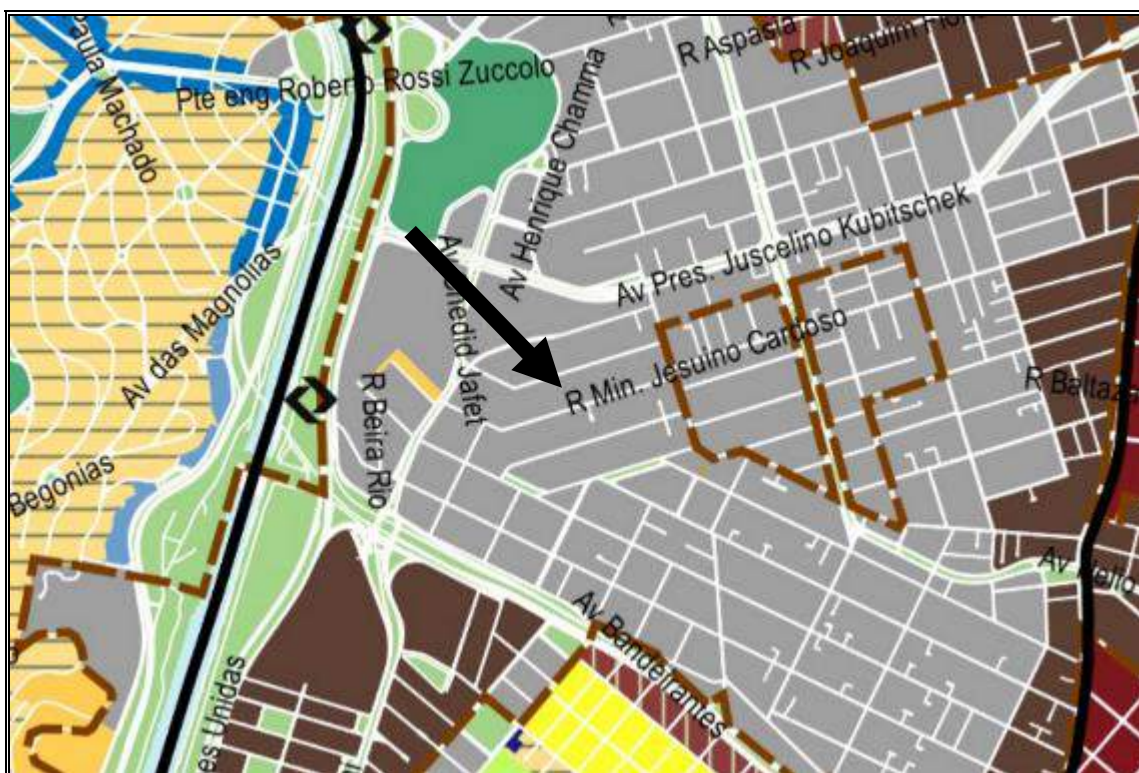 Paula Machado
Pte eng Roberto Rossi Zuccolo
Av Henrique Chamma
R Aspasia
R Joaquim
Av Pres. Juscelino Kubitschek
Av das Magnolias
Jafet
R Min. Jesuino Cardoso
R Beira Rio
Begonias
Av Bandeirantes
Av